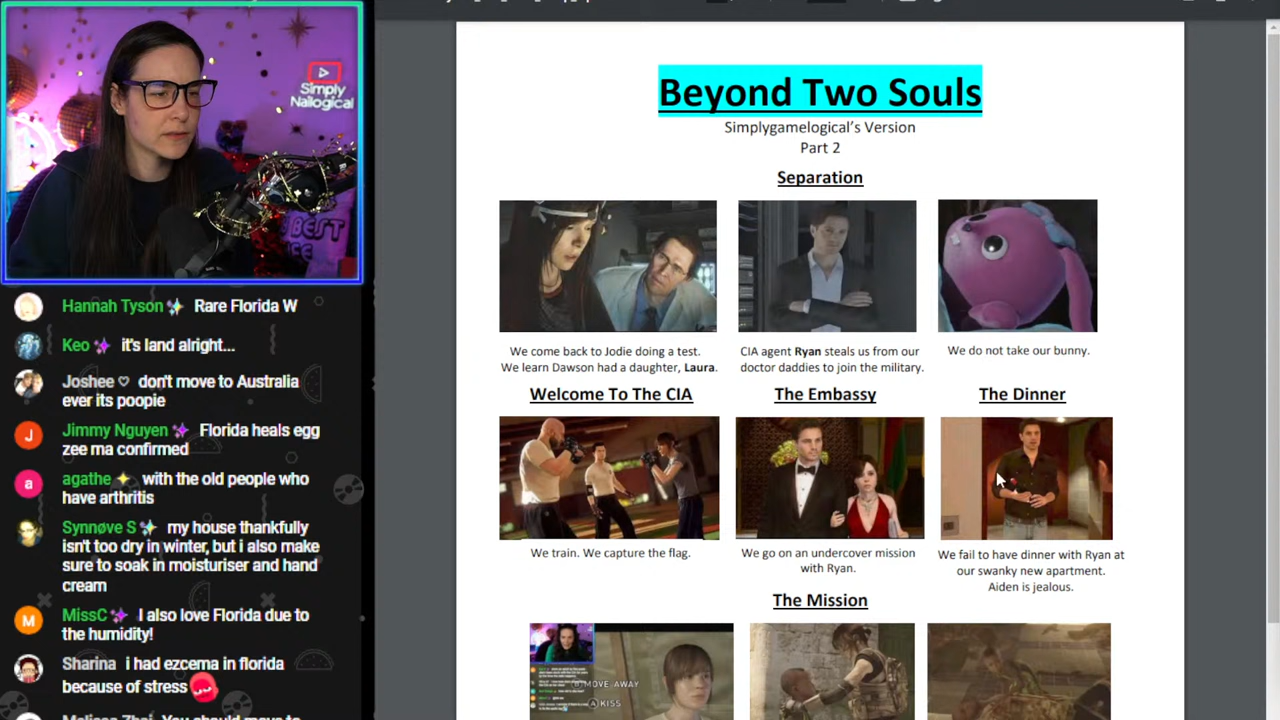 Simply
Nailogical
Hannah Tyson Rare Florida W
Keo it's land alright...
Joshee don't move to Australia
ever its poopie
Jimmy Nguyen Florida heals egg
zee ma confirmed
agathe with the old people who
have arthritis
Synnøve S my house thankfully
isn't too dry in winter, but i also make
sure to soak in moisturiser and hand
cream
MissC I also love Florida due to
the humidity!
Sharina i had ezcema in florida
because of stress
Beyond Two Souls
Simplygamelogical's Version
Part 2
Separation
We come back to Jodie doing a test.
We learn Dawson had a daughter, Laura.
CIA agent Ryan steals us from our
doctor daddies to join the military.
We do not take our bunny.
Welcome To The CIA
The Embassy
The Dinner
We train. We capture the flag.
We go on an undercover mission
with Ryan.
We fail to have dinner with Ryan at
our swanky new apartment.
Aiden is jealous.
The Mission
MOVE AWAY
KISS